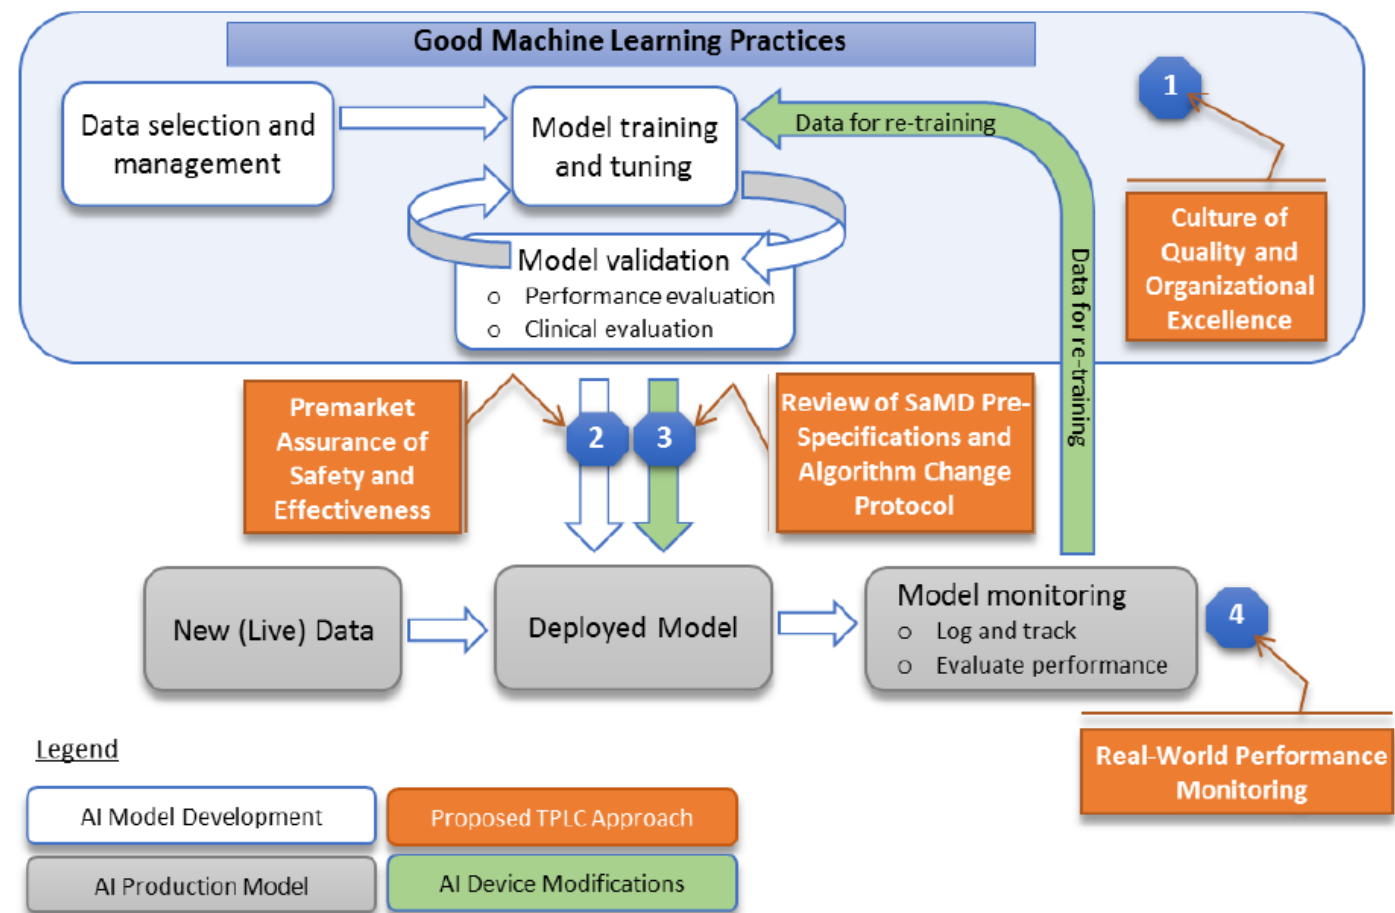 Good Machine Learning Practices
1
Data selection and
management
Model training
and tuning
Data for re-training
Culture of
Quality and
Organizational
Excellence
Model validation
o Performance evaluation
o Clinical evaluation
Data for re-training
Premarket
Assurance of
Safety and
Effectiveness
2
3
Review of SaMD Pre-
Specifications and
Algorithm Change
Protocol
New (Live) Data
Deployed Model
Model monitoring
o Log and track
o Evaluate performance
4
Real-World Performance
Monitoring
Legend
AI Model Development
Proposed TPLC Approach
AI Production Model
AI Device Modifications